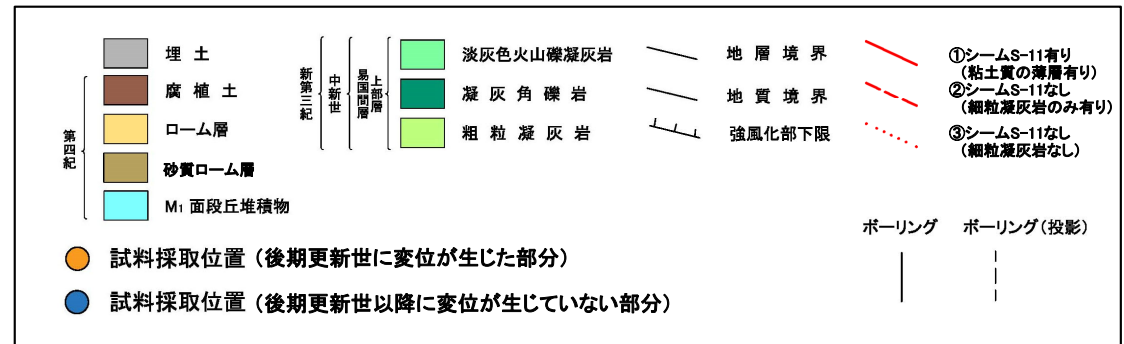 埋土
腐植土
ローム層
砂質ローム層
M1 面段丘堆積物
第四紀
新第三紀
中新世
易国間層
上部層
淡灰色火山礫凝灰岩
凝灰角礫岩
粗粒凝灰岩
地層境界
地質境界
強風化部下限
①シームS-11有り
(粘土質の薄層有り)
②シームS-11なし
(細粒凝灰岩のみ有り)
③シームS-11なし
(細粒凝灰岩なし)
ボーリング ボーリング(投影)
試料採取位置(後期更新世に変位が生じた部分)
試料採取位置(後期更新世以降に変位が生じていない部分)